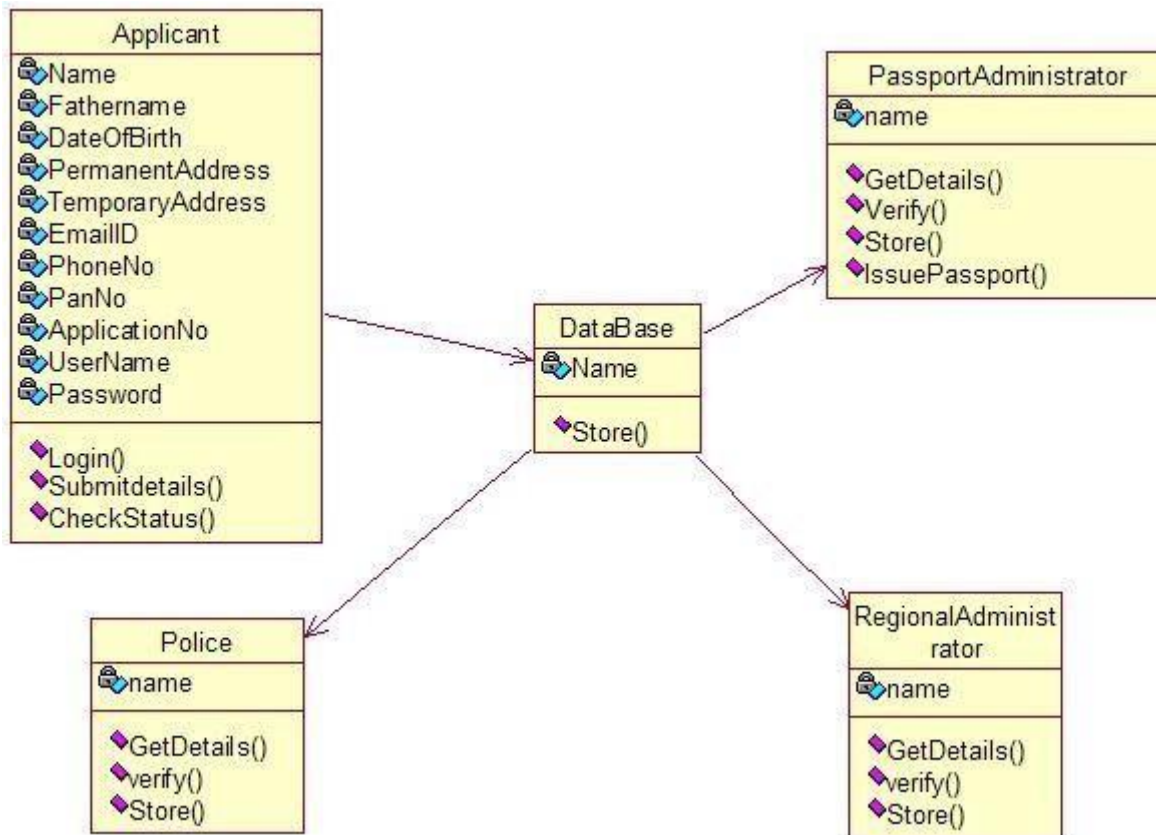 Applicant
Name
Fathername
DateOfBirth
PermanentAddress
TemporaryAddress
EmailID
PhoneNo
PanNo
ApplicationNo
UserName
Password
Login()
Submitdetails()
CheckStatus()
PassportAdministrator
name
GetDetails()
Verify()
Store()
IssuePassport()
DataBase
Name
Store()
Police
name
GetDetails()
verify()
Store()
RegionalAdminist
rator
name
GetDetails()
verify()
Store()